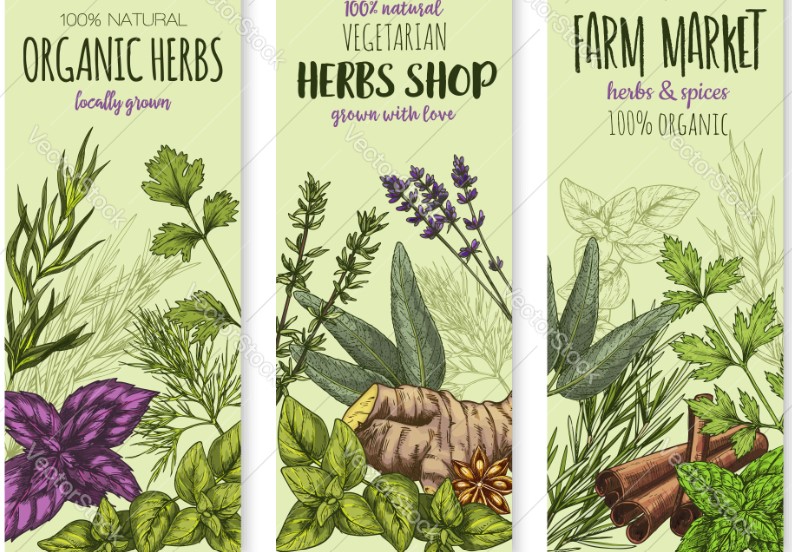 100% NATURAL
ORGANIC HERBS
locally grown
100% natural
VEGETARIAN
HERBS SHOP
grown with love
FARM MARKET
herbs & spices
100% ORGANIC
VectorStock